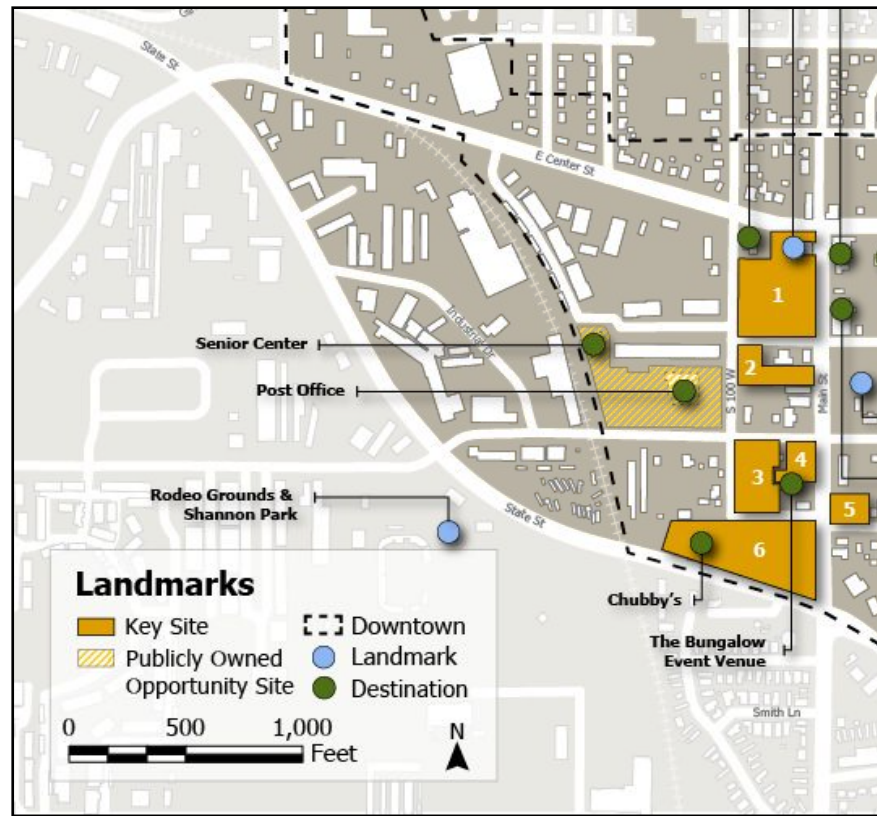 State St
E Center St
1
Industrial Dr
Senior Center
2
Post Office
S 100 W
Main St
3
4
Rodeo Grounds &
Shannon Park
5
State St
6
Chubby's
The Bungalow
Event Venue
Smith Ln
Landmarks
Key Site
Downtown
Publicly Owned
Opportunity Site
Landmark
Destination
0 500 1,000
Feet
N